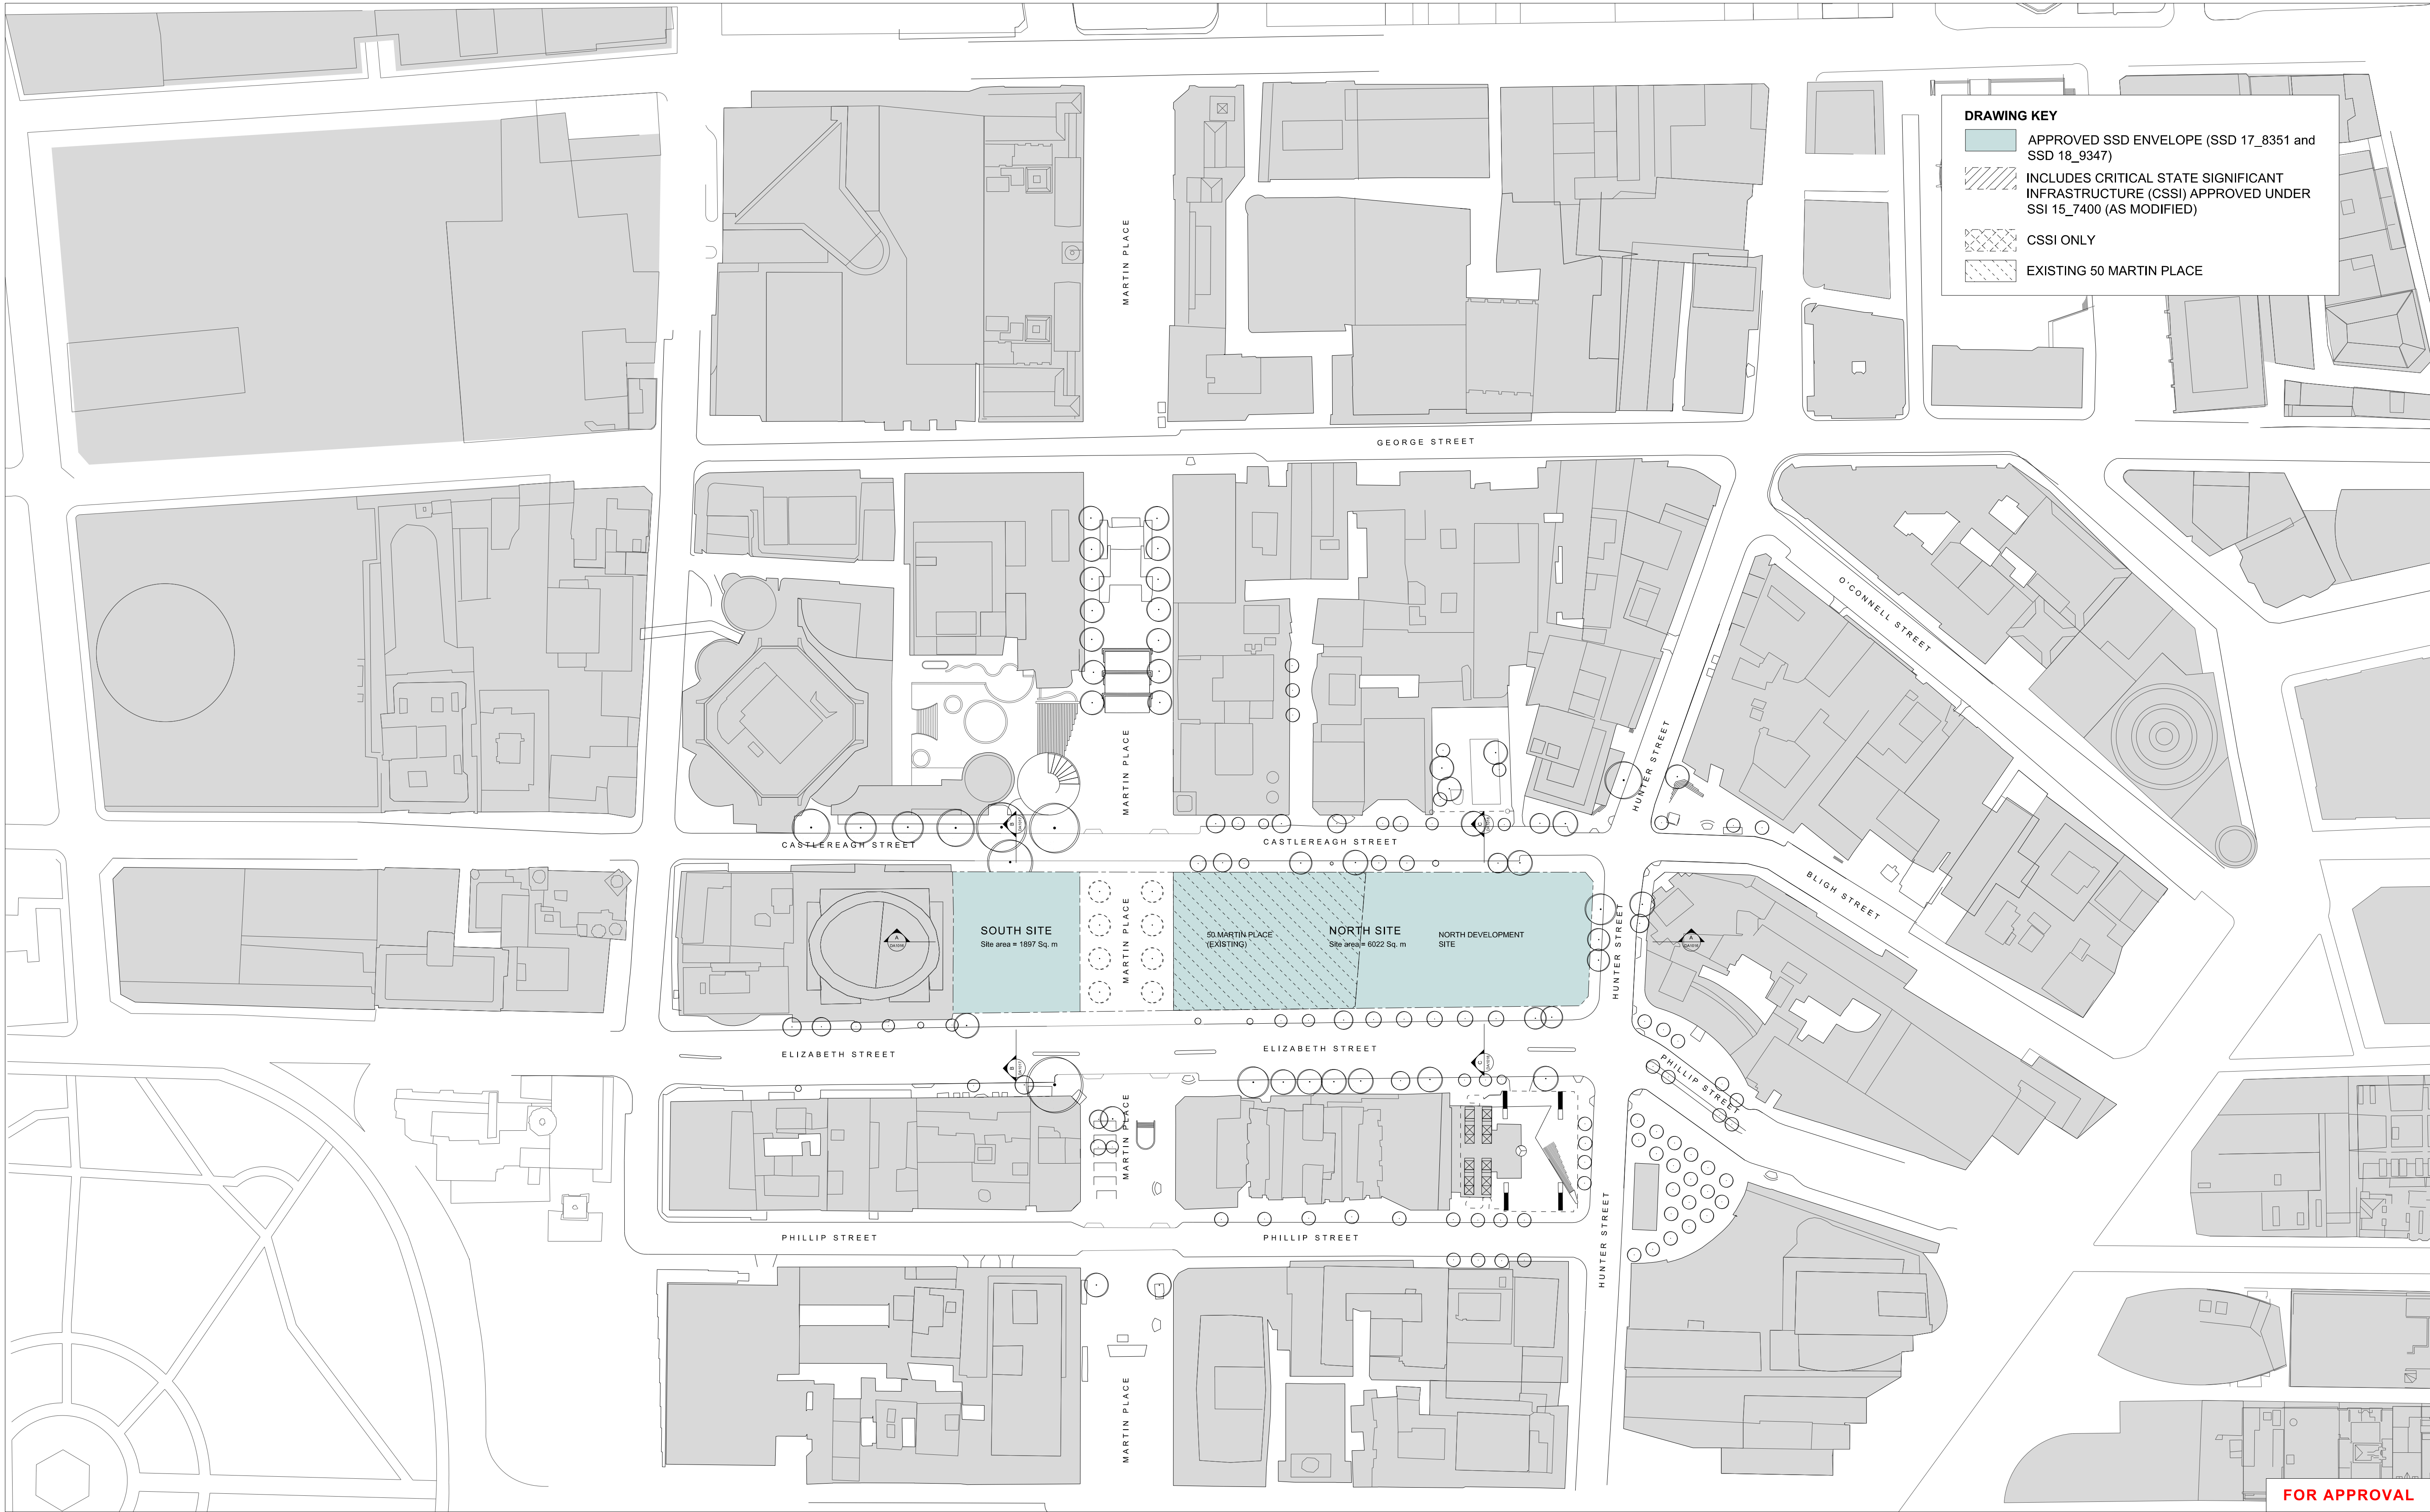 DRAWING KEY
APPROVED SSD ENVELOPE (SSD 17_8351 and
SSD 18_9347)
INCLUDES CRITICAL STATE SIGNIFICANT
INFRASTRUCTURE (CSSI) APPROVED UNDER
SSI 15_7400 (AS MODIFIED)
CSSI ONLY
EXISTING 50 MARTIN PLACE
MARTIN PLACE
GEORGE STREET
O'CONNELL STREET
MARTIN PLACE
HUNTER STREET
B
C
CASTLEREAGH STREET
CASTLEREAGH STREET
BLIGH STREET
A
DA1016
SOUTH SITE
Site area = 1897 Sq. m
MARTIN PLACE
50 MARTIN PLACE
(EXISTING)
NORTH SITE
Site area = 6022 Sq. m
NORTH DEVELOPMENT
SITE
HUNTER STREET
A
DA1016
ELIZABETH STREET
ELIZABETH STREET
B
C
PHILLIP STREET
MARTIN PLACE
PHILLIP STREET
PHILLIP STREET
HUNTER STREET
MARTIN PLACE
FOR APPROVAL